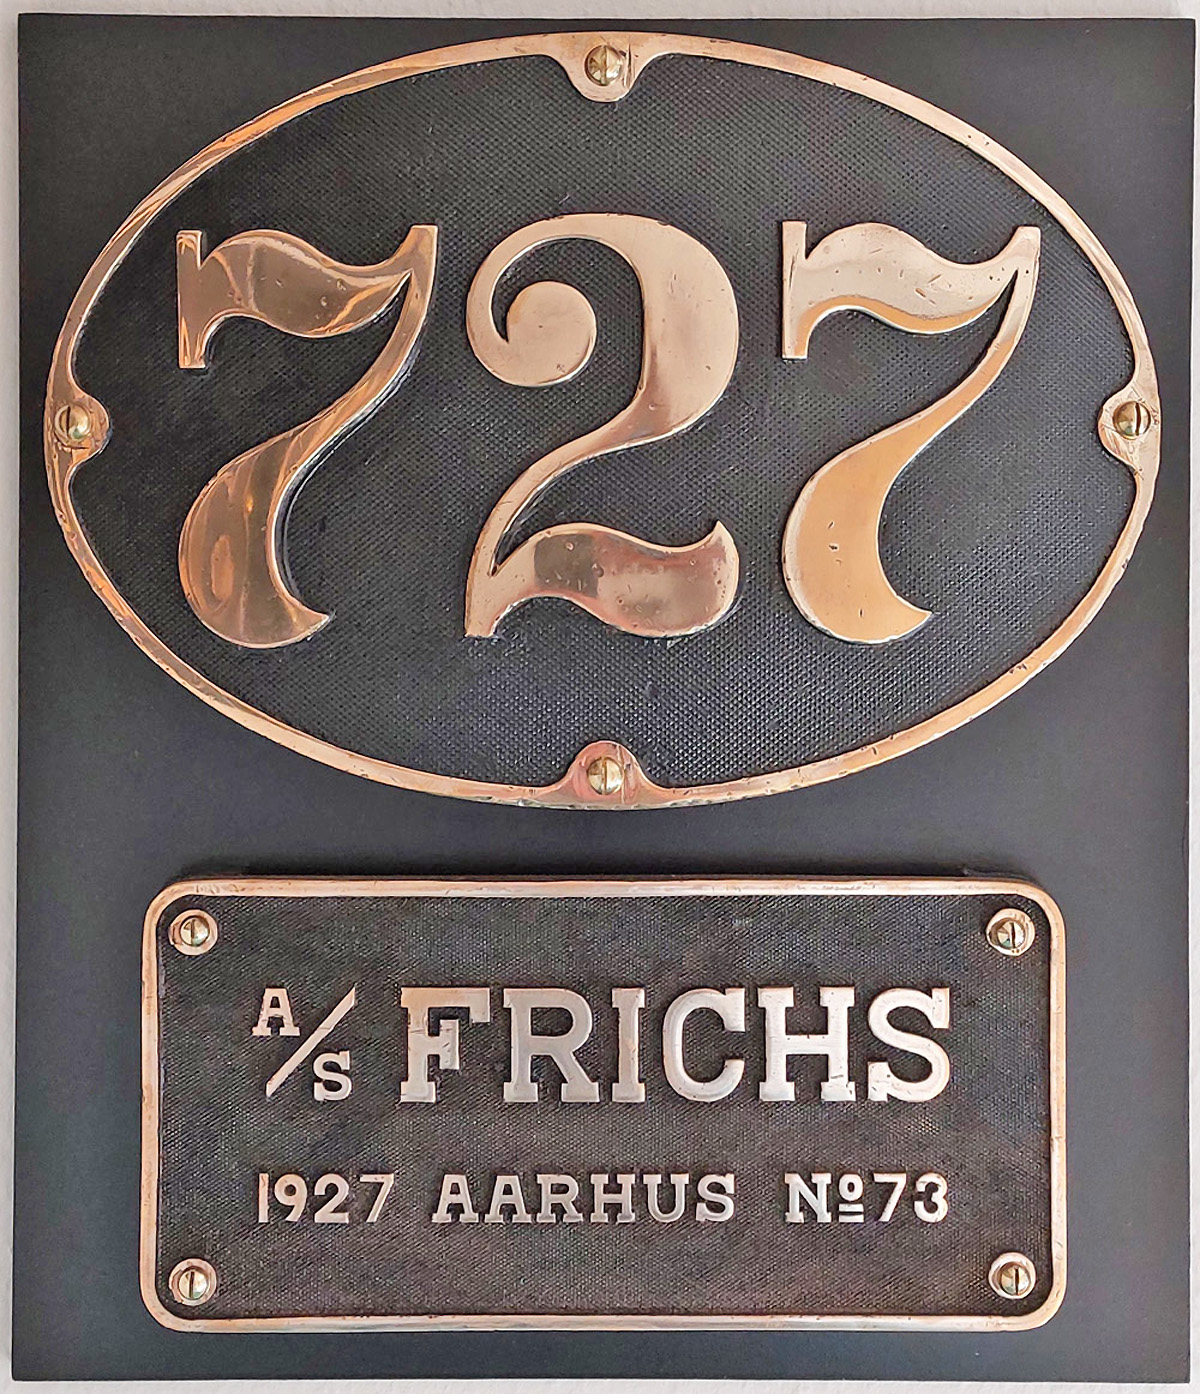 727
A/S FRICHS
1927 AARHUS Nº73